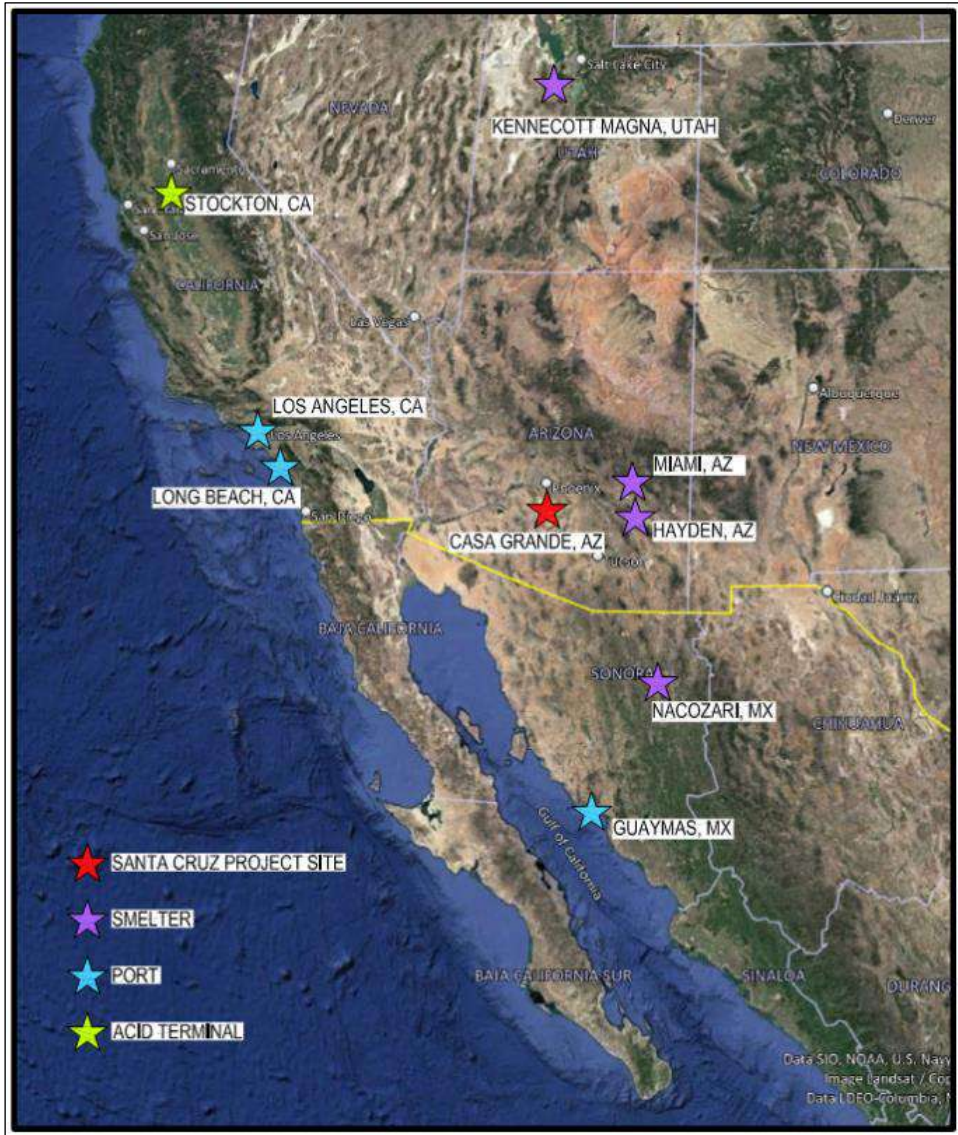 Salt Lake City
NEVADA
KENNECOTT MAGNA, UTAH
UTAH
Denver
COLORADO
Sacramento
STOCKTON, CA
San Jose
CALIFORNIA
Las Vegas
LOS ANGELES, CA
Los Angeles
Albuquerque
ARIZONA
NEW MEXICO
MIAMI, AZ
Phoenix
LONG BEACH, CA
San Diego
HAYDEN, AZ
CASA GRANDE, AZ
Tucson
Ciudad Juárez
BAJA CALIFORNIA
SONORA
NACOZARI, MX
CHIHUAHUA
GUAYMAS, MX
Gulf of California
SANTA CRUZ PROJECT SITE
SMELTER
PORT
BAJA CALIFORNIA SUR
SINALOA
DURANG
ACID TERMINAL
Data SIO, NOAA, U.S. Navy
Image Landsat / Cop
Data LDEO-Columbia, N